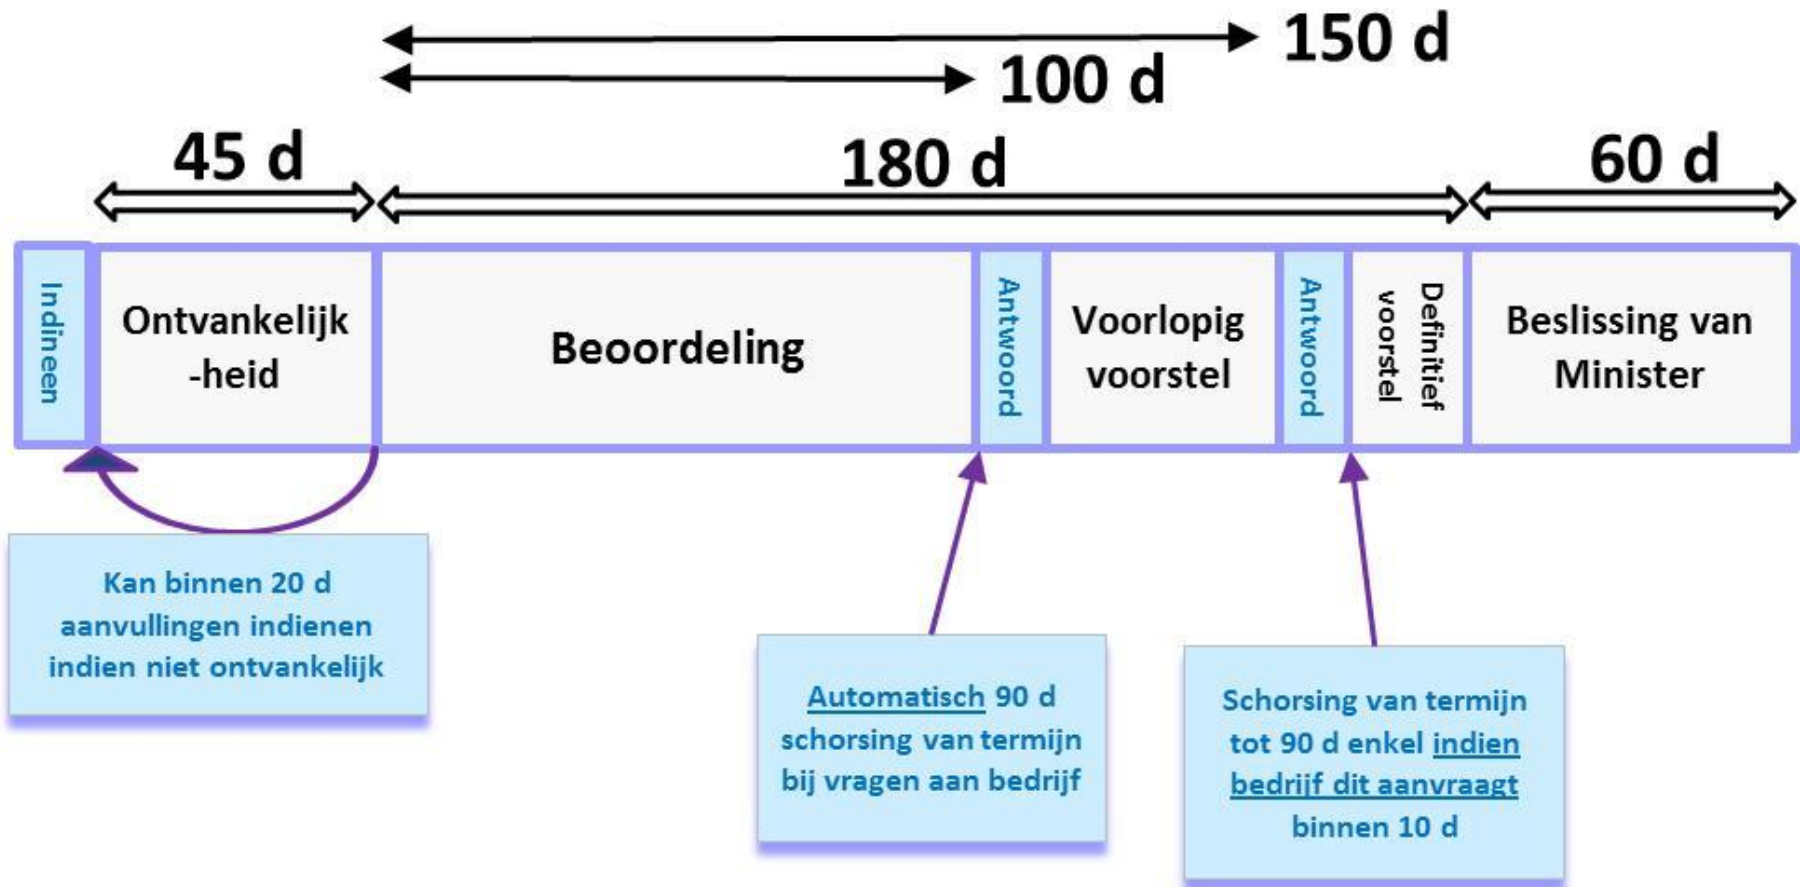 150 d
100 d
45 d
180 d
60 d
Indineen
Ontvankelijk
-heid
Beoordeling
Antwoord
Voorlopig
voorstel
Antwoord
Definitief
voorstel
Beslissing van
Minister
Kan binnen 20 d
aanvullingen indienen
indien niet ontvankelijk
Automatisch 90 d
schorsing van termijn
bij vragen aan bedrijf
Schorsing van termijn
tot 90 d enkel indien
bedrijf dit aanvraagt
binnen 10 d